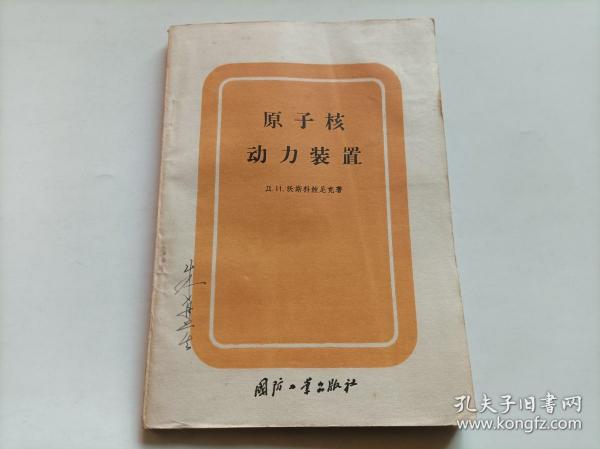 原子核
动力装置
Д.И.沃斯科鲍尼克著
国防工业出版社
孔夫子旧书网
www.kongfz.com